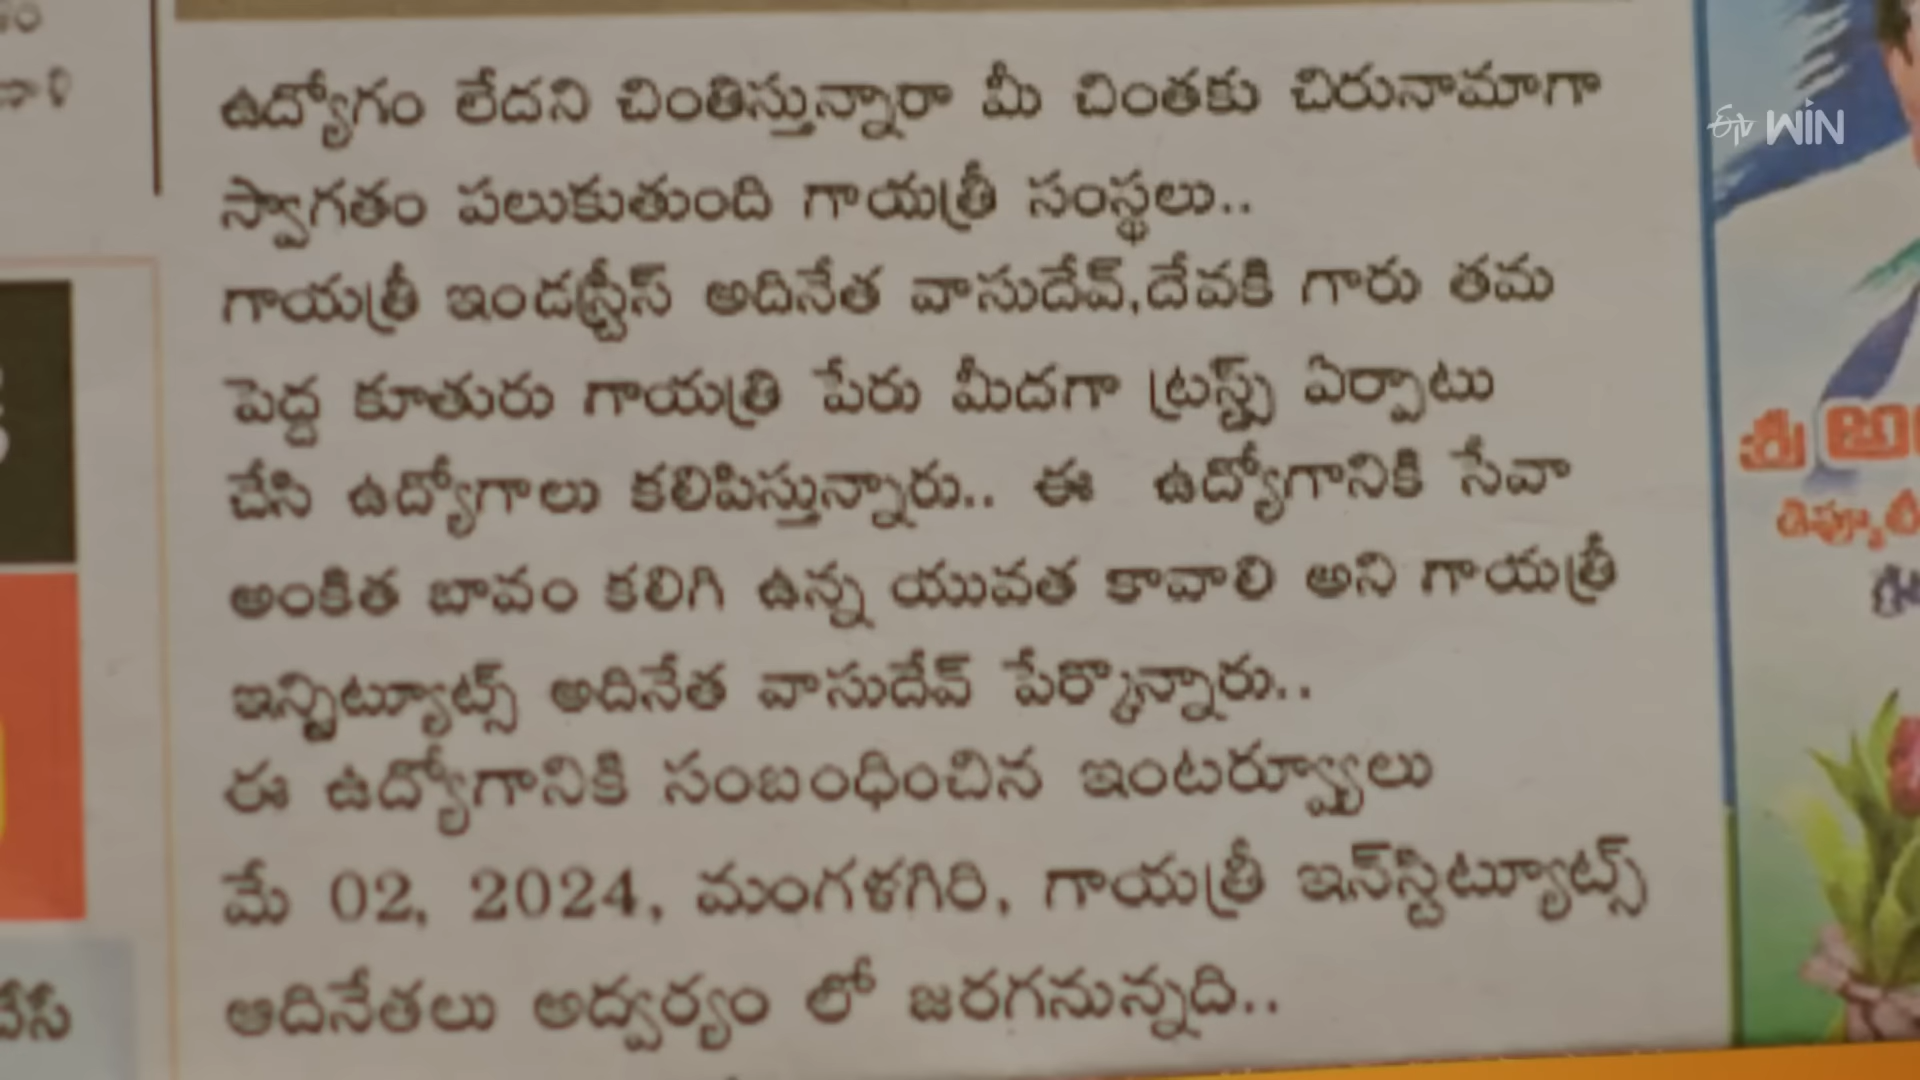 ఉద్యోగం లేదని చింతిస్తున్నారా మీ చింతకు చిరునామాగా
స్వాగతం పలుకుతుంది గాయత్రీ సంస్థలు..
గాయత్రీ ఇండస్ట్రీస్ అదినేత వాసుదేవ్,దేవకి గారు తమ
పెద్ద కూతురు గాయత్రి పేరు మీదగా ట్రస్ట్స్ ఏర్పాటు
చేసి ఉద్యోగాలు కలిపిస్తున్నారు.. ఈ ఉద్యోగానికి సేవా
అంకిత బావం కలిగి ఉన్న యువత కావాలి అని గాయత్రీ
ఇన్స్టిట్యూట్స్ అదినేత వాసుదేవ్ పేర్కొన్నారు..
ఈ ఉద్యోగానికి సంబంధించిన ఇంటర్వ్యూలు
మే 02, 2024, మంగళగిరి, గాయత్రీ ఇన్‌స్టిట్యూట్స్
ఆదినేతలు అద్వర్యం లో జరగనున్నది..
ఈటీవీ WIN
శ్రీ